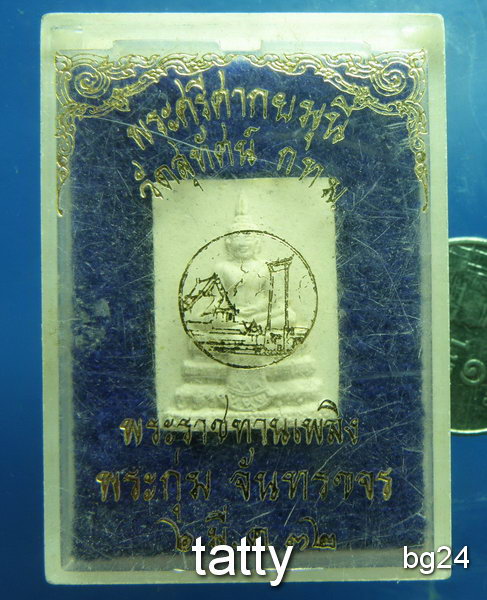 พระศรีศากยมุนี
วัดสุทัศน์ กทม
พระราชทานเพลิง
พระกุ่ม จันทรขจร
๒ มี.ค. ๓๒
tatty
bg24